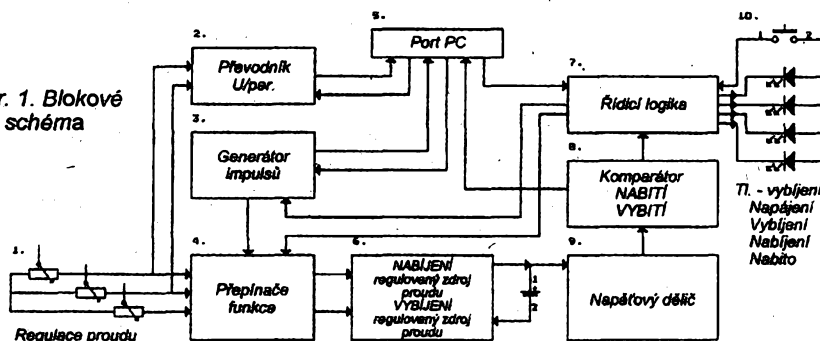 r. 1. Blokové
schéma
1.
Regulace proudu
2.
Převodník
U/per.
3.
Generátor
impulsů
4.
Přepínače
funkce
5.
Port PC
6.
NABÍJENÍ
regulovaný zdroj
proudu
VYBÍJENÍ
regulovaný zdroj
proudu
1
2
7.
Řídicí logika
8.
Komparátor
NABITÍ
VYBITÍ
9.
Napěťový dělič
10.
1 2
Tl. - vybíjení
Napájení
Vybíjení
Nabíjení
Nabito